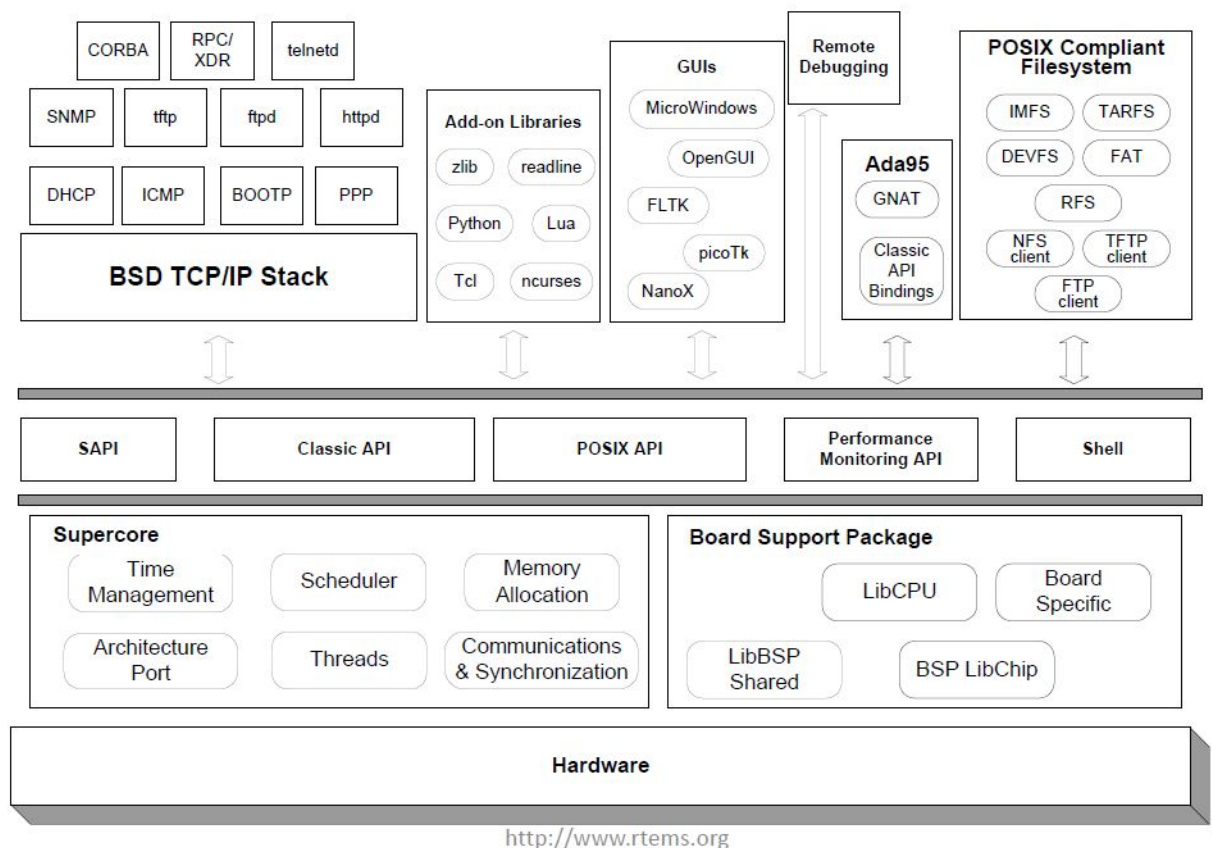 CORBA
RPC/
XDR
telnetd
SNMP
tftp
ftpd
httpd
DHCP
ICMP
BOOTP
PPP
BSD TCP/IP Stack
Add-on Libraries
zlib
readline
Python
Lua
Tcl
ncurses
GUIs
MicroWindows
OpenGUI
FLTK
picoTk
NanoX
Remote
Debugging
Ada95
GNAT
Classic
API
Bindings
POSIX Compliant
Filesystem
IMFS
TARFS
DEVFS
FAT
RFS
NFS
client
TFTP
client
FTP
client
SAPI
Classic API
POSIX API
Performance
Monitoring API
Shell
Supercore
Time
Management
Scheduler
Memory
Allocation
Architecture
Port
Threads
Communications
& Synchronization
Board Support Package
LibCPU
Board
Specific
LibBSP
Shared
BSP LibChip
Hardware
http://www.rtems.org